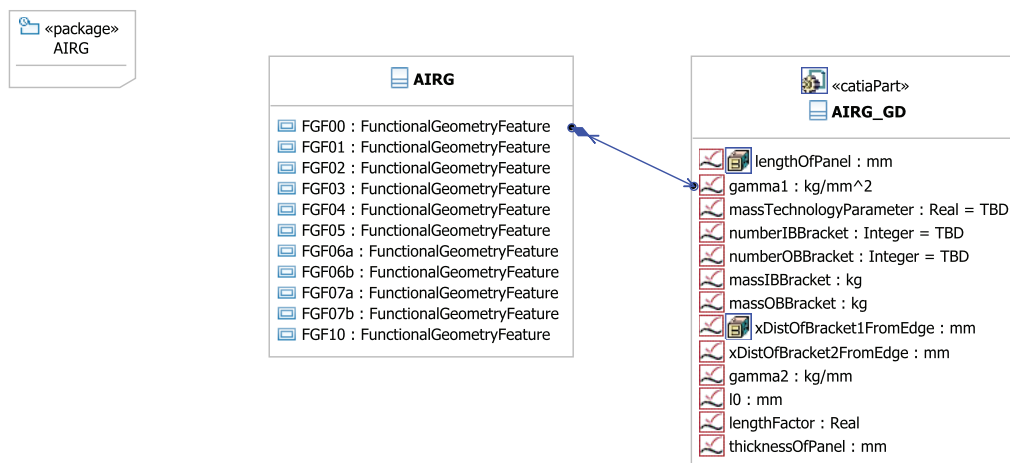 «package»
AIRG
AIRG
FGF00 : FunctionalGeometryFeature
FGF01 : FunctionalGeometryFeature
FGF02 : FunctionalGeometryFeature
FGF03 : FunctionalGeometryFeature
FGF04 : FunctionalGeometryFeature
FGF05 : FunctionalGeometryFeature
FGF06a : FunctionalGeometryFeature
FGF06b : FunctionalGeometryFeature
FGF07a : FunctionalGeometryFeature
FGF07b : FunctionalGeometryFeature
FGF10 : FunctionalGeometryFeature
«catiaPart»
AIRG_GD
lengthOfPanel : mm
gamma1 : kg/mm^2
massTechnologyParameter : Real = TBD
numberIBBracket : Integer = TBD
numberOBBracket : Integer = TBD
massIBBracket : kg
massOBBracket : kg
xDistOfBracket1FromEdge : mm
xDistOfBracket2FromEdge : mm
gamma2 : kg/mm
l0 : mm
lengthFactor : Real
thicknessOfPanel : mm